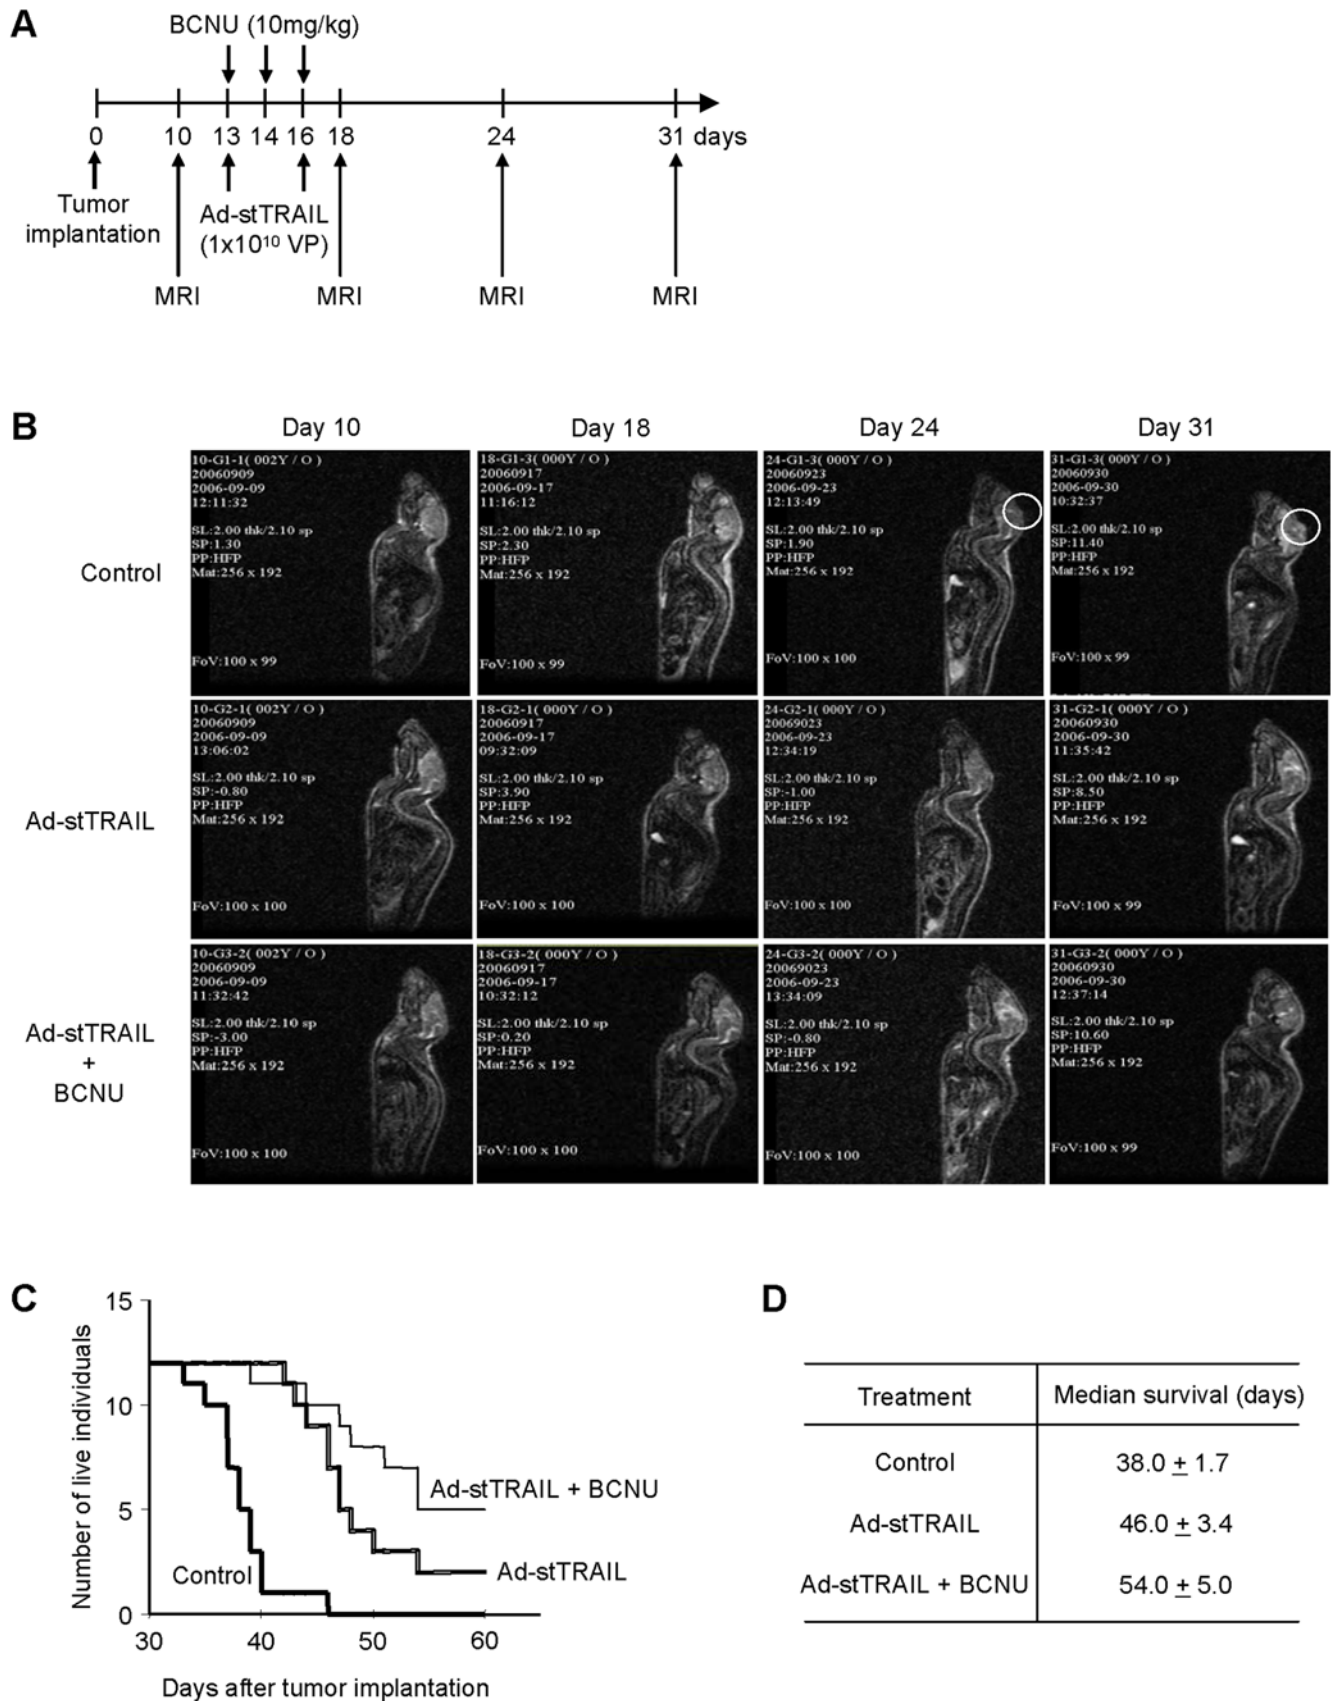 A
BCNU (10mg/kg)
0 10 13 14 16 18 24 31 days
Tumor
implantation
Ad-stTRAIL
(1x10¹⁰ VP)
MRI MRI MRI MRI
B
Day 10 Day 18 Day 24 Day 31
Control
10-G1-1( 002Y / O )
20060909
2006-09-09
12:11:32
SL:2.00 thk/2.10 sp
SP:1.30
PP:HFP
Mat:256 x 192
FoV:100 x 99
18-G1-3( 000Y / O )
20060917
2006-09-17
11:16:12
SL:2.00 thk/2.10 sp
SP:2.30
PP:HFP
Mat:256 x 192
FoV:100 x 99
24-G1-3( 000Y / O )
20060923
2006-09-23
12:13:49
SL:2.00 thk/2.10 sp
SP:1.90
PP:HFP
Mat:256 x 192
FoV:100 x 100
31-G1-3( 000Y / O )
20060930
2006-09-30
10:32:37
SL:2.00 thk/2.10 sp
SP:11.40
PP:HFP
Mat:256 x 192
FoV:100 x 99
Ad-stTRAIL
10-G2-1( 002Y / O )
20060909
2006-09-09
13:06:02
SL:2.00 thk/2.10 sp
SP:-0.80
PP:HFP
Mat:256 x 192
FoV:100 x 100
18-G2-1( 000Y / O )
20060917
2006-09-17
09:32:09
SL:2.00 thk/2.10 sp
SP:3.90
PP:HFP
Mat:256 x 192
FoV:100 x 100
24-G2-1( 000Y / O )
20069023
2006-09-23
12:34:19
SL:2.00 thk/2.10 sp
SP:-1.00
PP:HFP
Mat:256 x 192
FoV:100 x 100
31-G2-1( 000Y / O )
20060930
2006-09-30
11:35:42
SL:2.00 thk/2.10 sp
SP:8.50
PP:HFP
Mat:256 x 192
FoV:100 x 99
Ad-stTRAIL
+
BCNU
10-G3-2( 002Y / O )
20060909
2006-09-09
11:32:42
SL:2.00 thk/2.10 sp
SP:-3.00
PP:HFP
Mat:256 x 192
FoV:100 x 100
18-G3-2( 000Y / O )
20060917
2006-09-17
10:32:12
SL:2.00 thk/2.10 sp
SP:0.20
PP:HFP
Mat:256 x 192
FoV:100 x 100
24-G3-2( 000Y / O )
20069023
2006-09-23
13:34:09
SL:2.00 thk/2.10 sp
SP:-0.80
PP:HFP
Mat:256 x 192
FoV:100 x 100
31-G3-2( 000Y / O )
20060930
2006-09-30
12:37:14
SL:2.00 thk/2.10 sp
SP:10.60
PP:HFP
Mat:256 x 192
FoV:100 x 99
C
Number of live individuals
15
10
5
0
Ad-stTRAIL + BCNU
Ad-stTRAIL
Control
30 40 50 60
Days after tumor implantation
D
Treatment Median survival (days)
Control 38.0 ± 1.7
Ad-stTRAIL 46.0 ± 3.4
Ad-stTRAIL + BCNU 54.0 ± 5.0